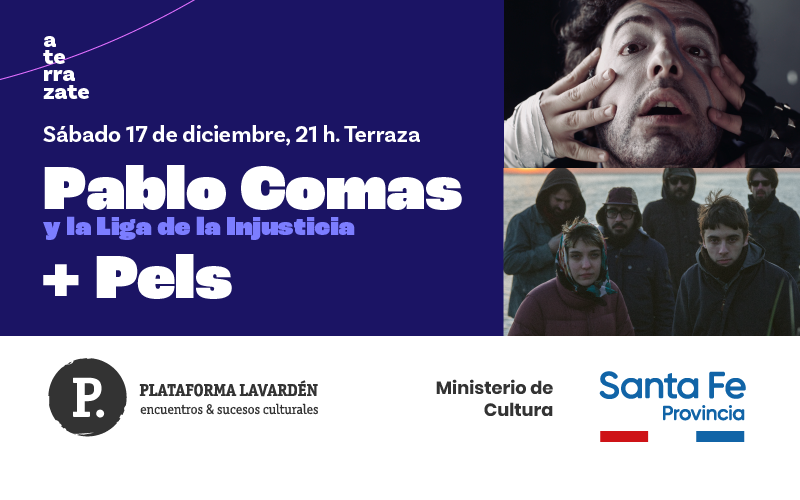 a
te
rra
zate
Sábado 17 de diciembre, 21 h. Terraza
Pablo Comas
y la Liga de la Injusticia
+ Pels
P.
PLATAFORMA LAVARDÉN
encuentros & sucesos culturales
Ministerio de
Cultura
Santa Fe
Provincia